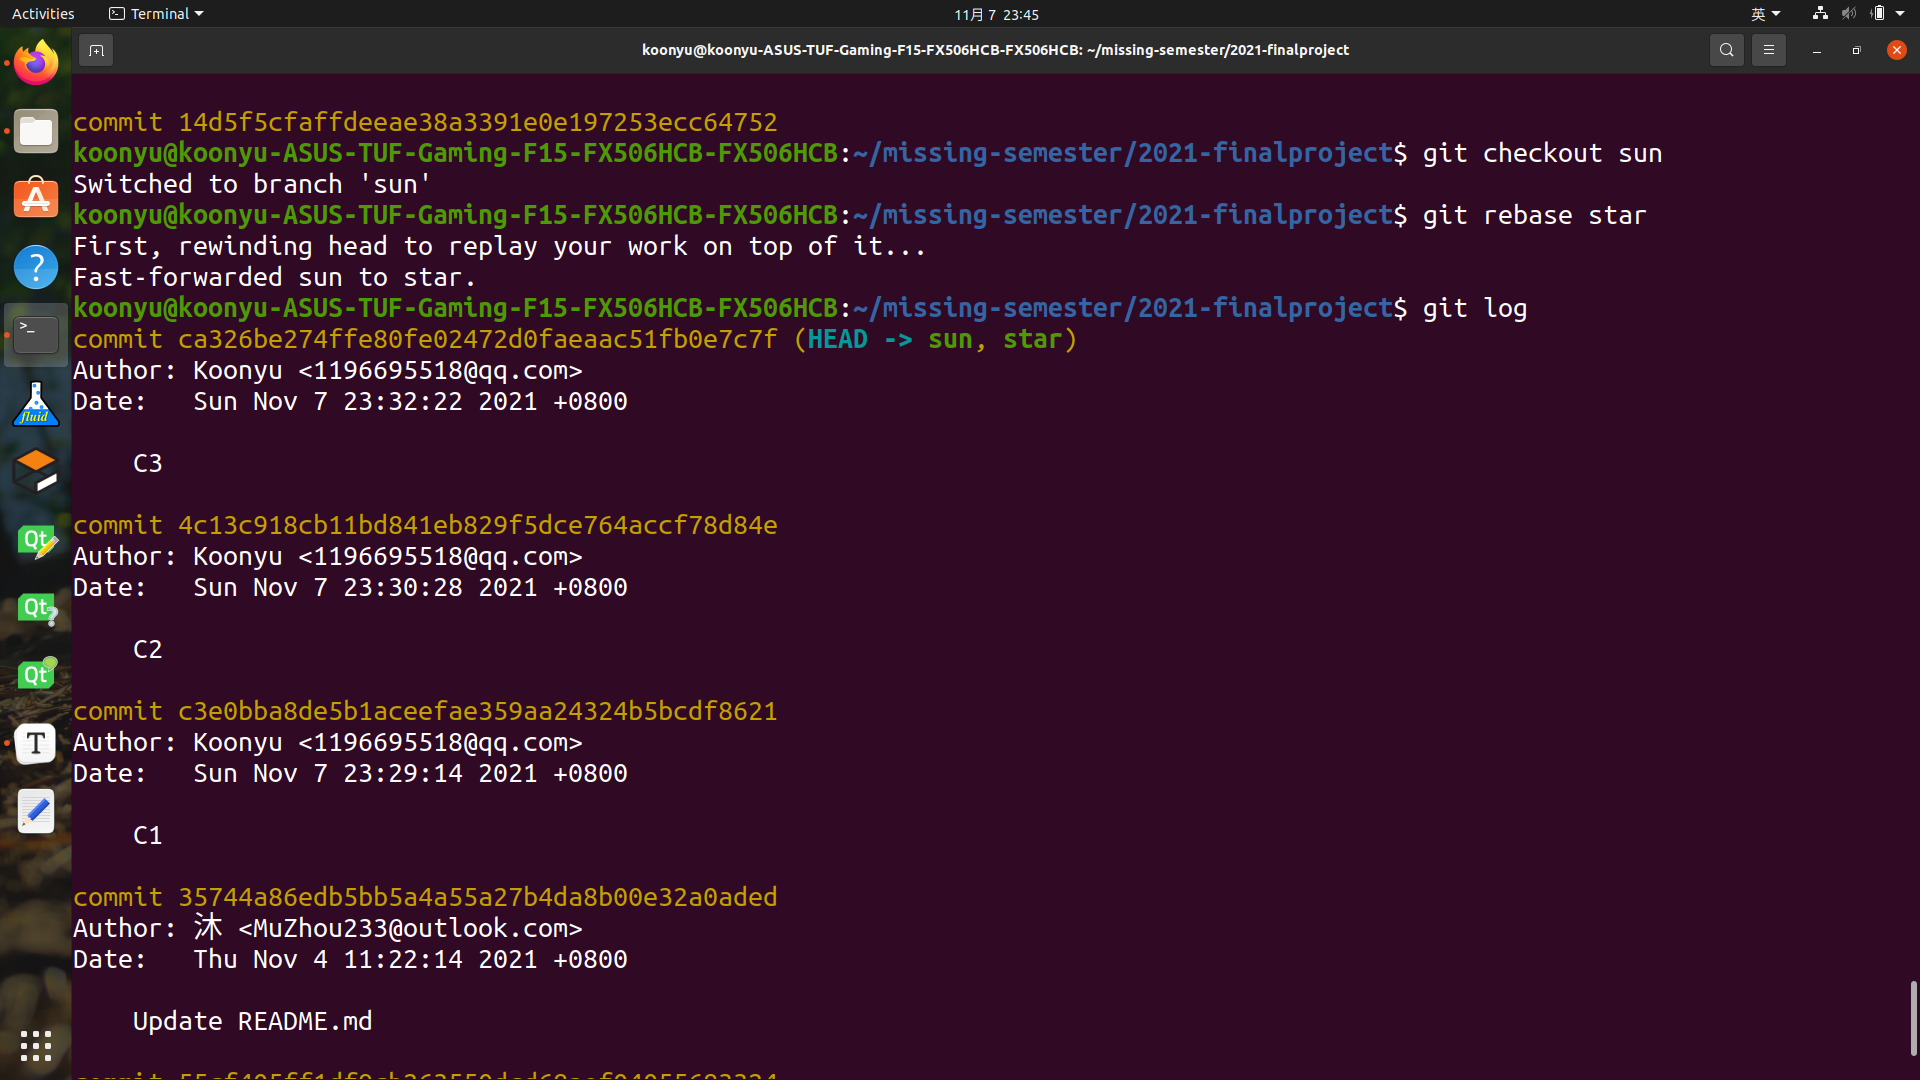 Activities
Terminal
11月 7 23:45
英
koonyu@koonyu-ASUS-TUF-Gaming-F15-FX506HCB-FX506HCB: ~/missing-semester/2021-finalproject
commit 14d5f5cfaffdeeae38a3391e0e197253ecc64752
koonyu@koonyu-ASUS-TUF-Gaming-F15-FX506HCB-FX506HCB:~/missing-semester/2021-finalproject$ git checkout sun
Switched to branch 'sun'
koonyu@koonyu-ASUS-TUF-Gaming-F15-FX506HCB-FX506HCB:~/missing-semester/2021-finalproject$ git rebase star
First, rewinding head to replay your work on top of it...
Fast-forwarded sun to star.
koonyu@koonyu-ASUS-TUF-Gaming-F15-FX506HCB-FX506HCB:~/missing-semester/2021-finalproject$ git log
commit ca326be274ffe80fe02472d0faeaac51fb0e7c7f (HEAD -> sun, star)
Author: Koonyu <1196695518@qq.com>
Date:   Sun Nov 7 23:32:22 2021 +0800
C3
commit 4c13c918cb11bd841eb829f5dce764accf78d84e
Author: Koonyu <1196695518@qq.com>
Date:   Sun Nov 7 23:30:28 2021 +0800
C2
commit c3e0bba8de5b1aceefae359aa24324b5bcdf8621
Author: Koonyu <1196695518@qq.com>
Date:   Sun Nov 7 23:29:14 2021 +0800
C1
commit 35744a86edb5bb5a4a55a27b4da8b00e32a0aded
Author: 沐 <MuZhou233@outlook.com>
Date:   Thu Nov 4 11:22:14 2021 +0800
Update README.md
fluid
Qt
Qt
Qt
T